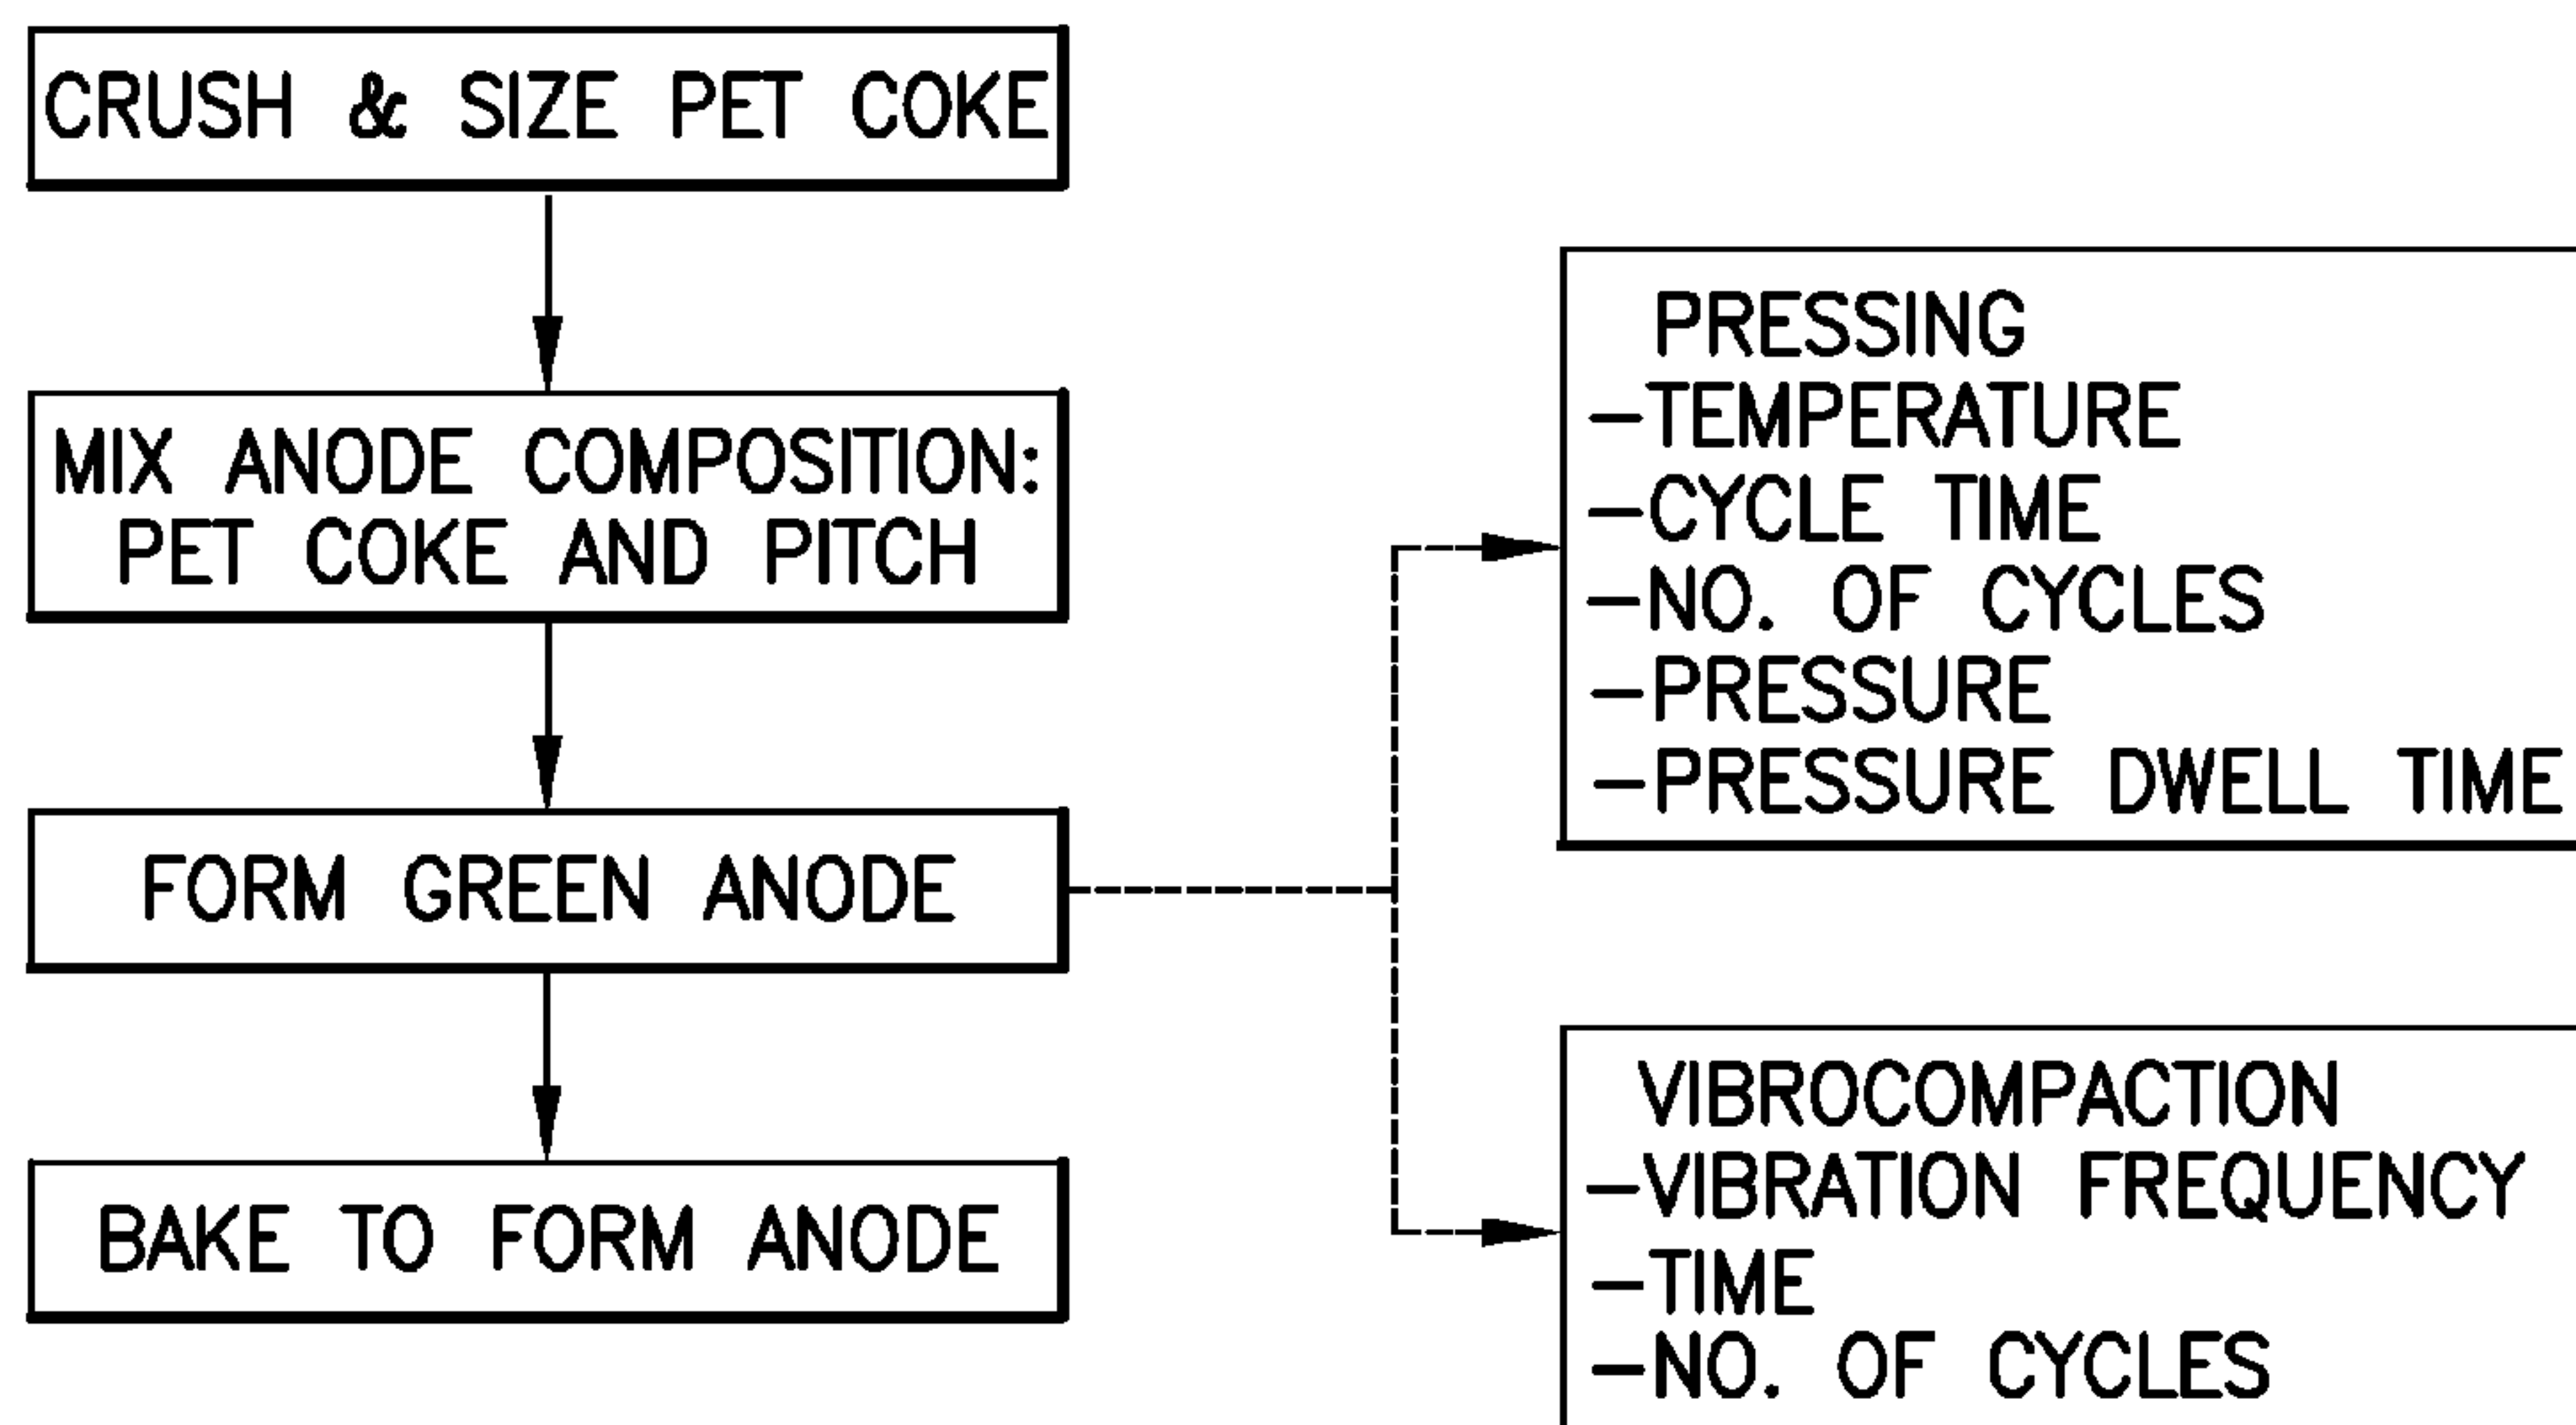 CRUSH & SIZE PET COKE
MIX ANODE COMPOSITION:
PET COKE AND PITCH
FORM GREEN ANODE
BAKE TO FORM ANODE
PRESSING
-TEMPERATURE
-CYCLE TIME
-NO. OF CYCLES
-PRESSURE
-PRESSURE DWELL TIME
VIBROCOMPACTION
-VIBRATION FREQUENCY
-TIME
-NO. OF CYCLES